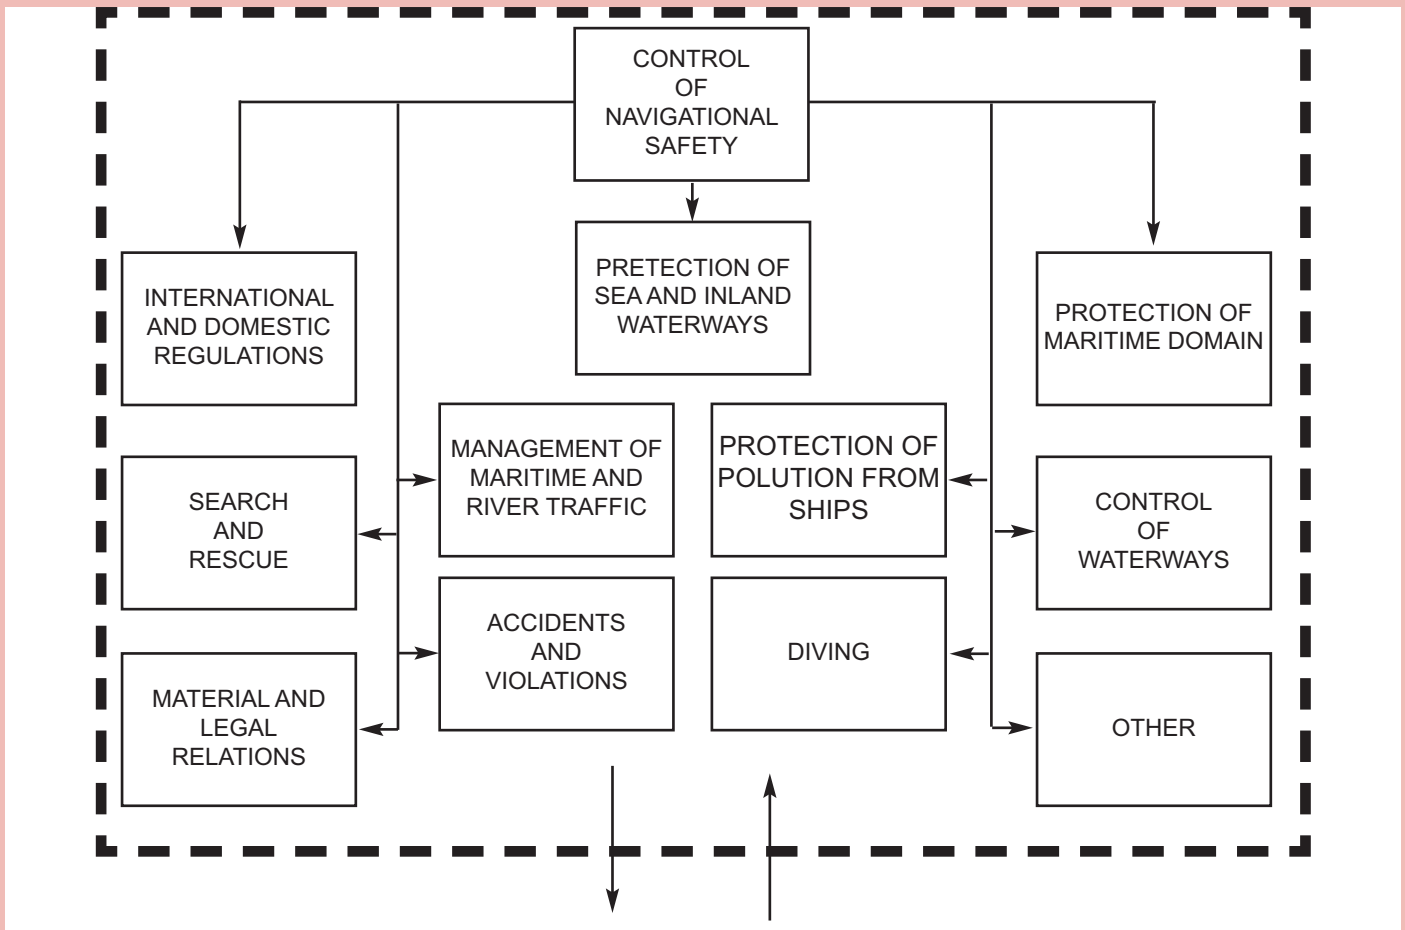 CONTROL
OF
NAVIGATIONAL
SAFETY
PRETECTION OF
SEA AND INLAND
WATERWAYS
INTERNATIONAL
AND DOMESTIC
REGULATIONS
PROTECTION OF
MARITIME DOMAIN
MANAGEMENT OF
MARITIME AND
RIVER TRAFFIC
PROTECTION OF
POLUTION FROM
SHIPS
SEARCH
AND
RESCUE
CONTROL
OF
WATERWAYS
ACCIDENTS
AND
VIOLATIONS
DIVING
MATERIAL AND
LEGAL
RELATIONS
OTHER